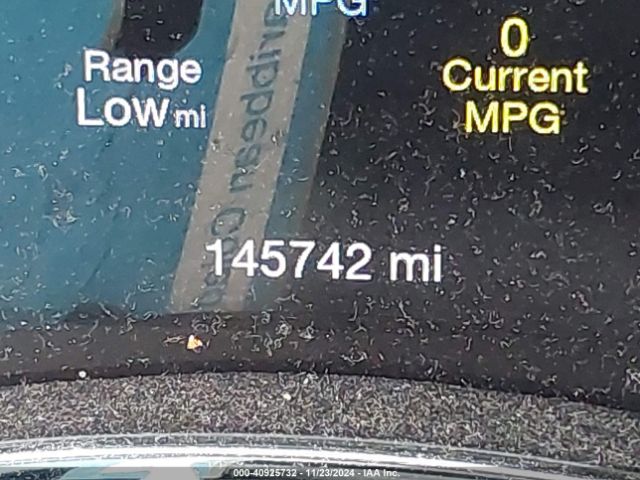 MPG
Range
Low mi
0
Current
MPG
145742 mi
000-40925732 - 11/23/2024 - IAA Inc.